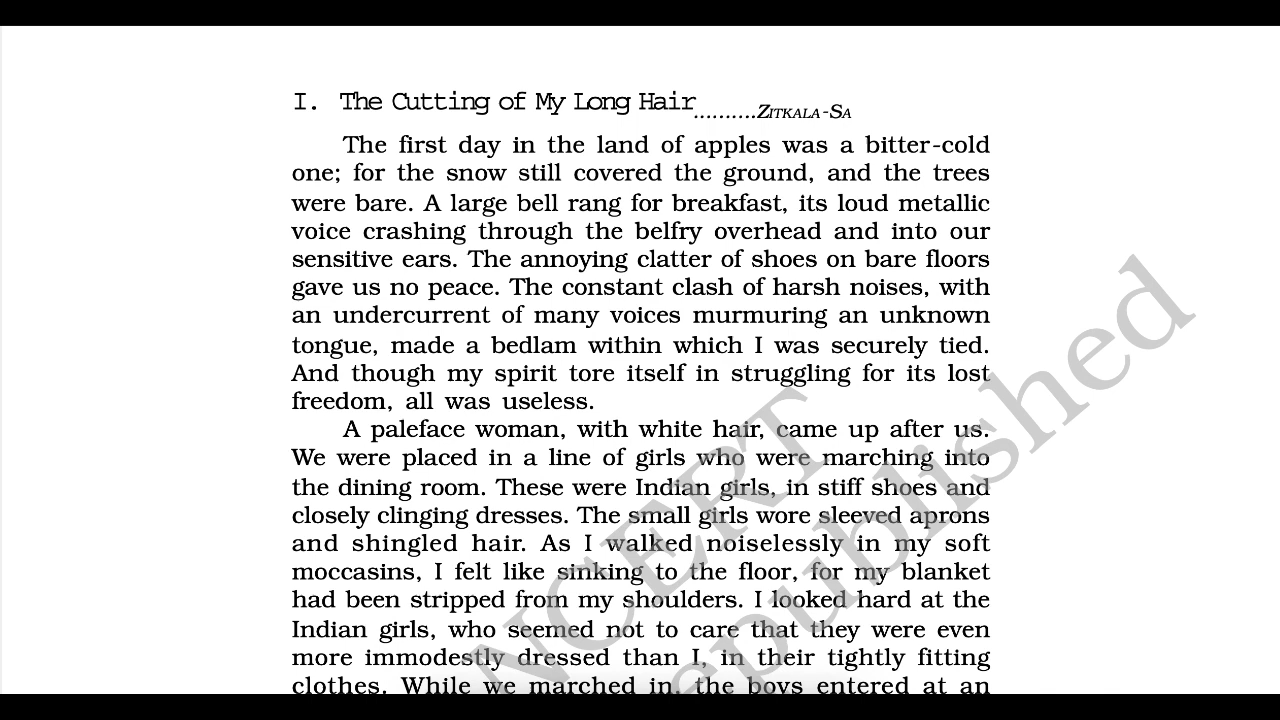 I. The Cutting of My Long Hair..........ZITKALA-SA
The first day in the land of apples was a bitter-cold
one; for the snow still covered the ground, and the trees
were bare. A large bell rang for breakfast, its loud metallic
voice crashing through the belfry overhead and into our
sensitive ears. The annoying clatter of shoes on bare floors
gave us no peace. The constant clash of harsh noises, with
an undercurrent of many voices murmuring an unknown
tongue, made a bedlam within which I was securely tied.
And though my spirit tore itself in struggling for its lost
freedom, all was useless.
A paleface woman, with white hair, came up after us.
We were placed in a line of girls who were marching into
the dining room. These were Indian girls, in stiff shoes and
closely clinging dresses. The small girls wore sleeved aprons
and shingled hair. As I walked noiselessly in my soft
moccasins, I felt like sinking to the floor, for my blanket
had been stripped from my shoulders. I looked hard at the
Indian girls, who seemed not to care that they were even
more immodestly dressed than I, in their tightly fitting
clothes. While we marched in, the boys entered at an
NCERT
republished